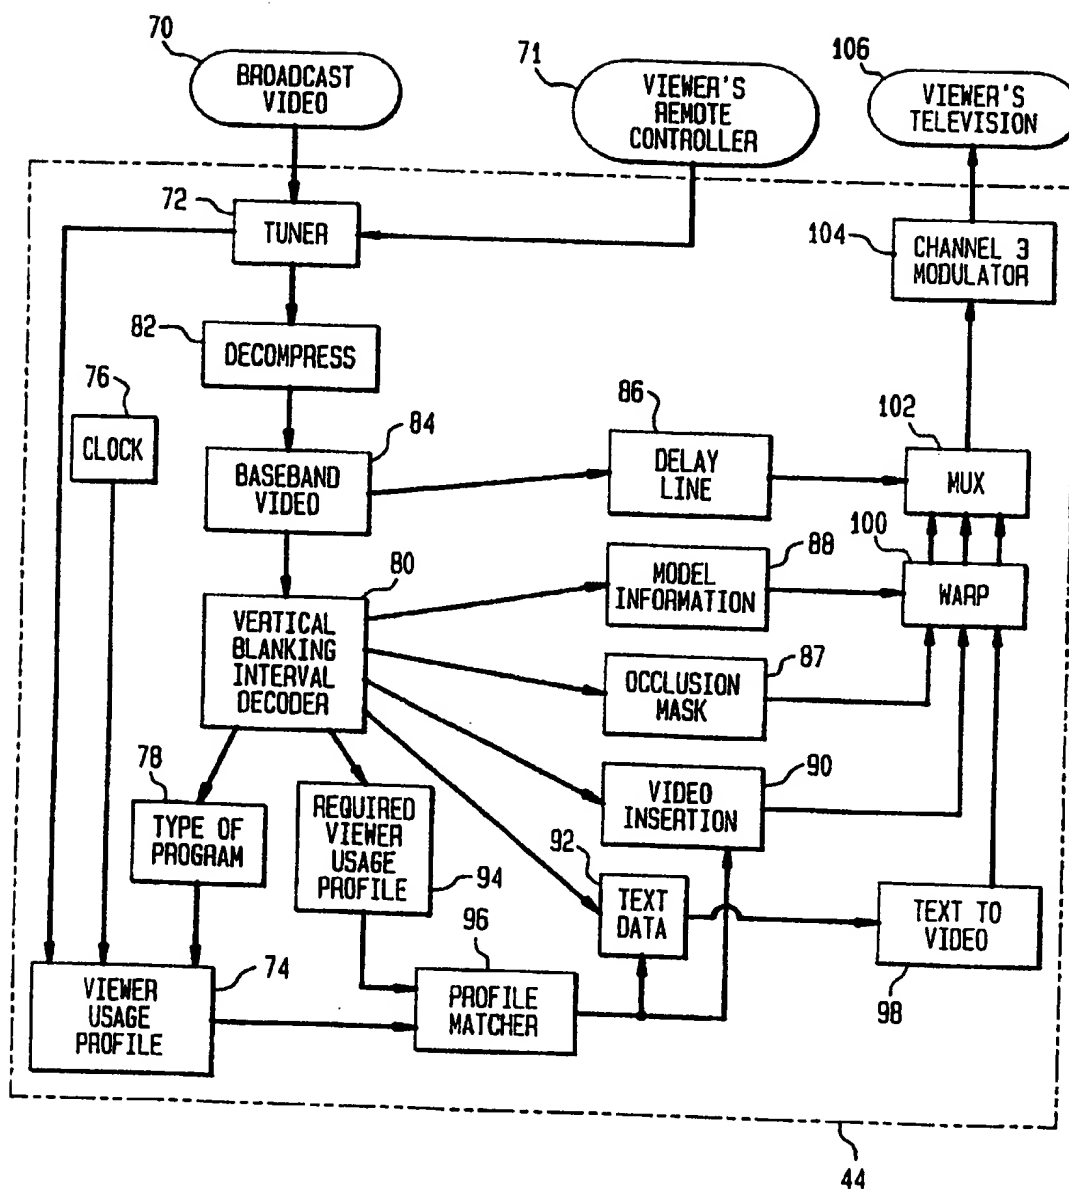 70
BROADCAST
VIDEO
71
VIEWER'S
REMOTE
CONTROLLER
106
VIEWER'S
TELEVISION
72
TUNER
104
CHANNEL 3
MODULATOR
82
DECOMPRESS
76
CLOCK
84
BASEBAND
VIDEO
86
DELAY
LINE
102
MUX
80
VERTICAL
BLANKING
INTERVAL
DECODER
88
MODEL
INFORMATION
100
WARP
87
OCCLUSION
MASK
78
TYPE OF
PROGRAM
REQUIRED
VIEWER
USAGE
PROFILE
94
90
VIDEO
INSERTION
92
TEXT
DATA
TEXT TO
VIDEO
98
74
VIEWER
USAGE
PROFILE
96
PROFILE
MATCHER
44